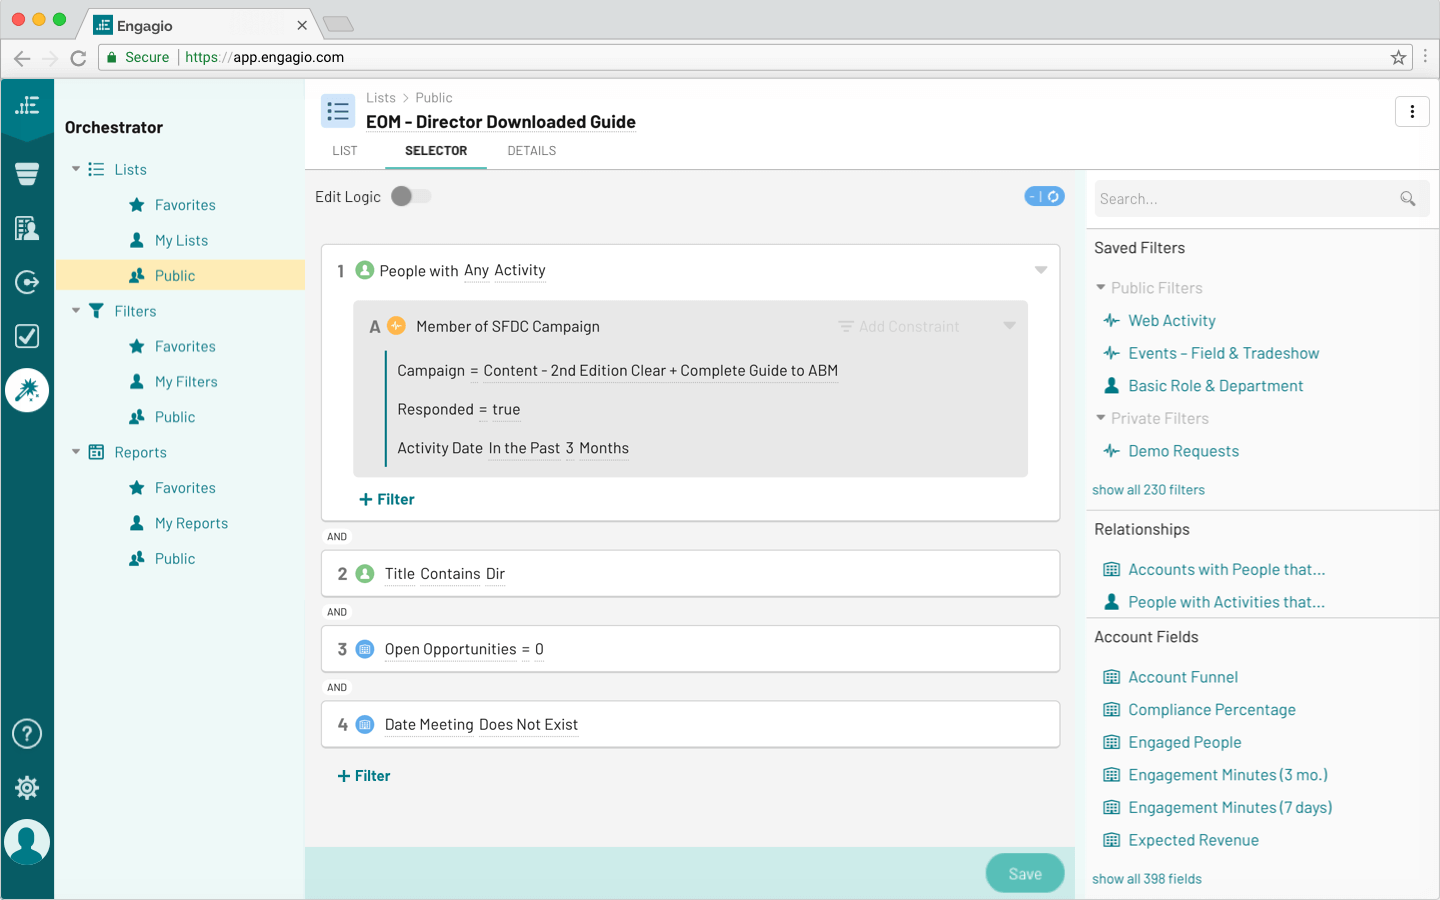 Engagio
Secure https://app.engagio.com
Orchestrator
Lists
Favorites
My Lists
Public
Filters
Favorites
My Filters
Public
Reports
Favorites
My Reports
Public
?
Lists > Public
EOM - Director Downloaded Guide
LIST SELECTOR DETAILS
Edit Logic
- |
1 People with Any Activity
A Member of SFDC Campaign Add Constraint
Campaign = Content - 2nd Edition Clear + Complete Guide to ABM
Responded = true
Activity Date In the Past 3 Months
+ Filter
AND
2 Title Contains Dir
AND
3 Open Opportunities = 0
AND
4 Date Meeting Does Not Exist
+ Filter
Save
Search...
Saved Filters
Public Filters
Web Activity
Events - Field & Tradeshow
Basic Role & Department
Private Filters
Demo Requests
show all 230 filters
Relationships
Accounts with People that...
People with Activities that...
Account Fields
Account Funnel
Compliance Percentage
Engaged People
Engagement Minutes (3 mo.)
Engagement Minutes (7 days)
Expected Revenue
show all 398 fields